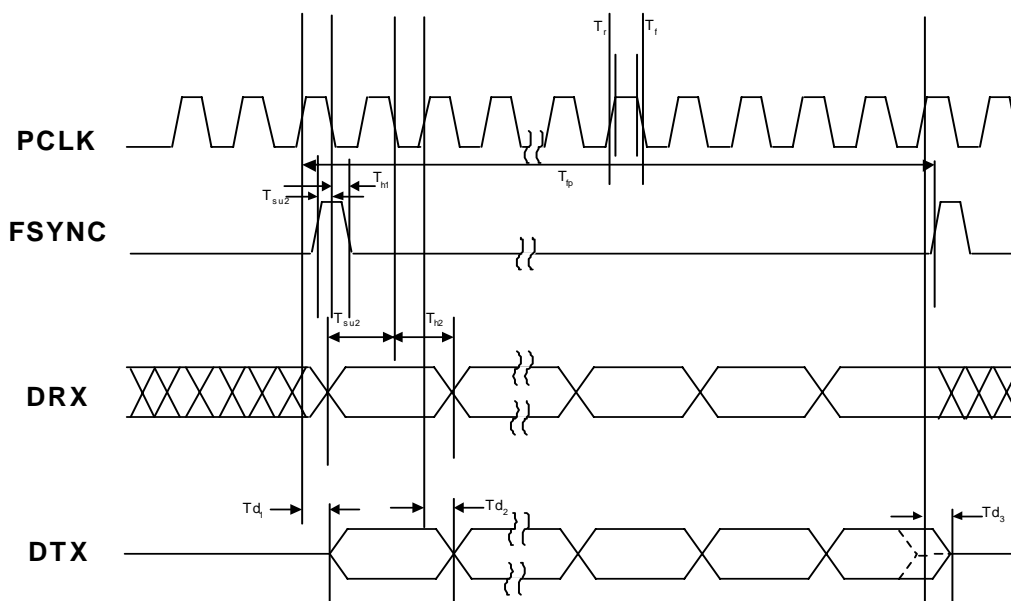 Tr Tf
PCLK
Tfp
Th1
Tsu2
FSYNC
Tsu2 Th2
DRX
Td1 Td2 Td3
DTX